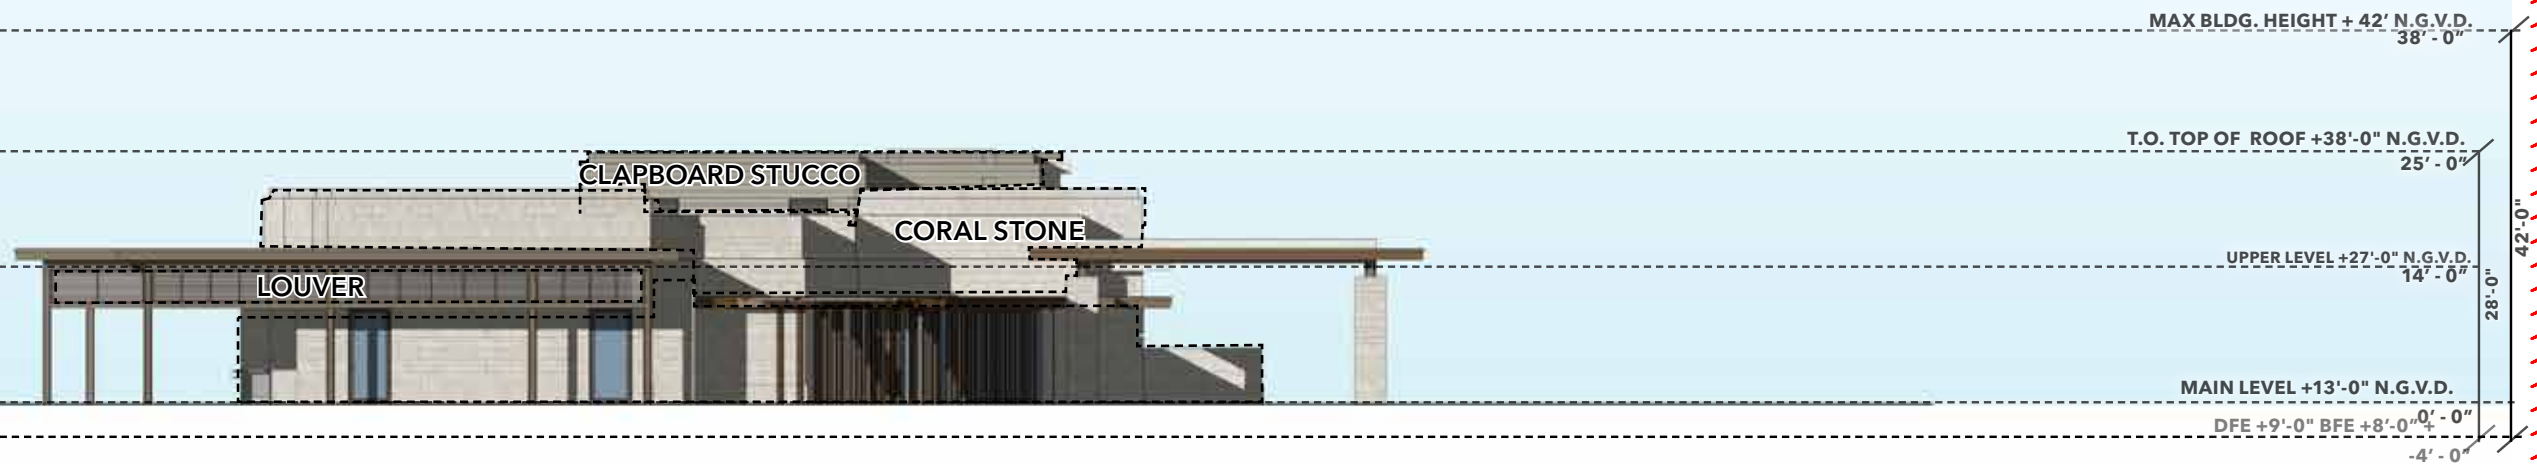 MAX BLDG. HEIGHT + 42' N.G.V.D.
38' - 0"
T.O. TOP OF ROOF +38'-0" N.G.V.D.
25' - 0"
CLAPBOARD STUCCO
CORAL STONE
42'-0"
UPPER LEVEL +27'-0" N.G.V.D.
14' - 0"
LOUVER
28'-0"
MAIN LEVEL +13'-0" N.G.V.D.
0' - 0"
DFE +9'-0" BFE +8'-0" +
-4' - 0"